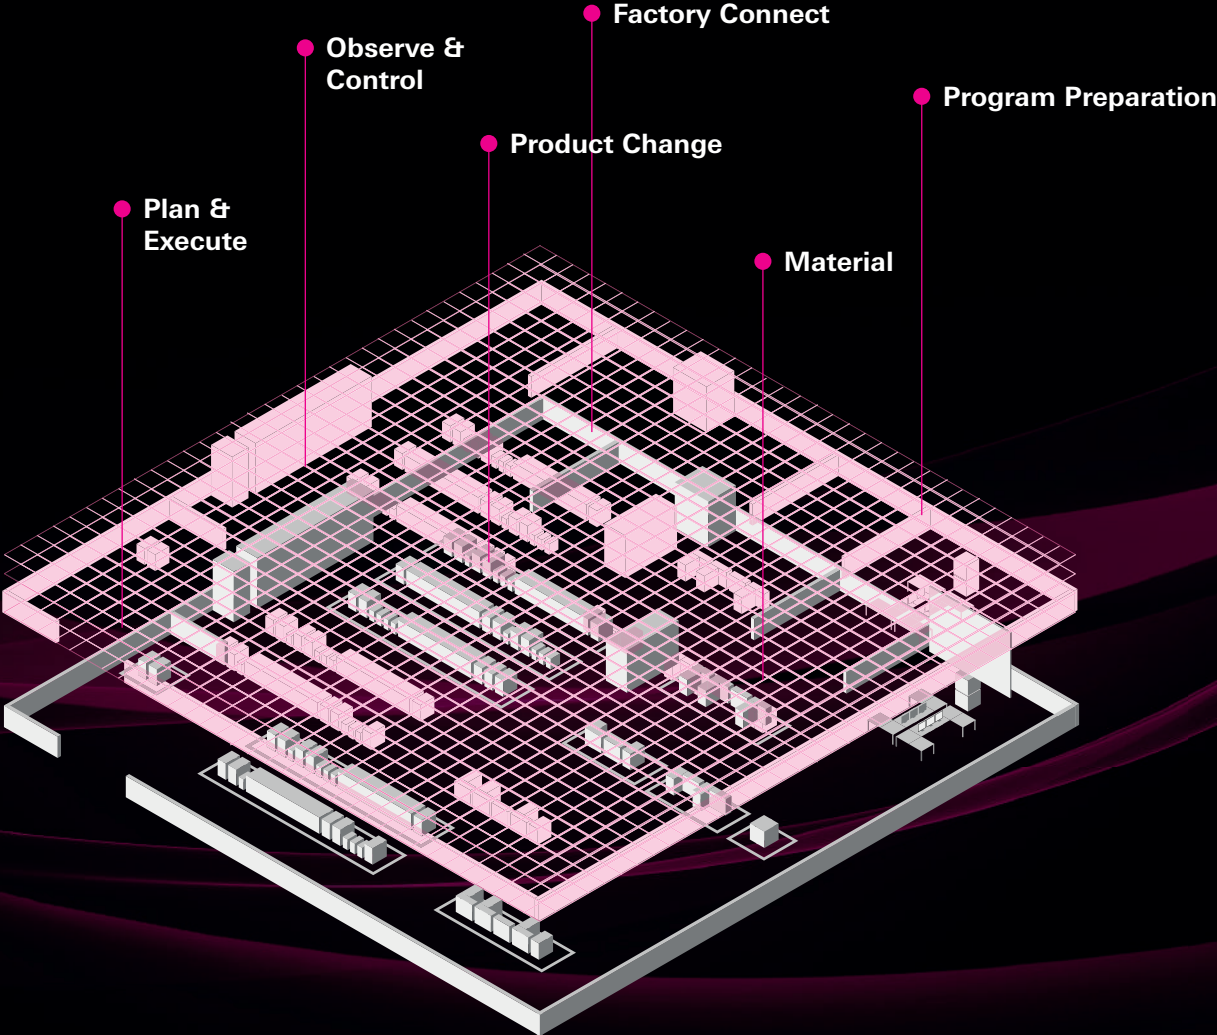 Factory Connect
Observe &
Control
Program Preparation
Product Change
Plan &
Execute
Material